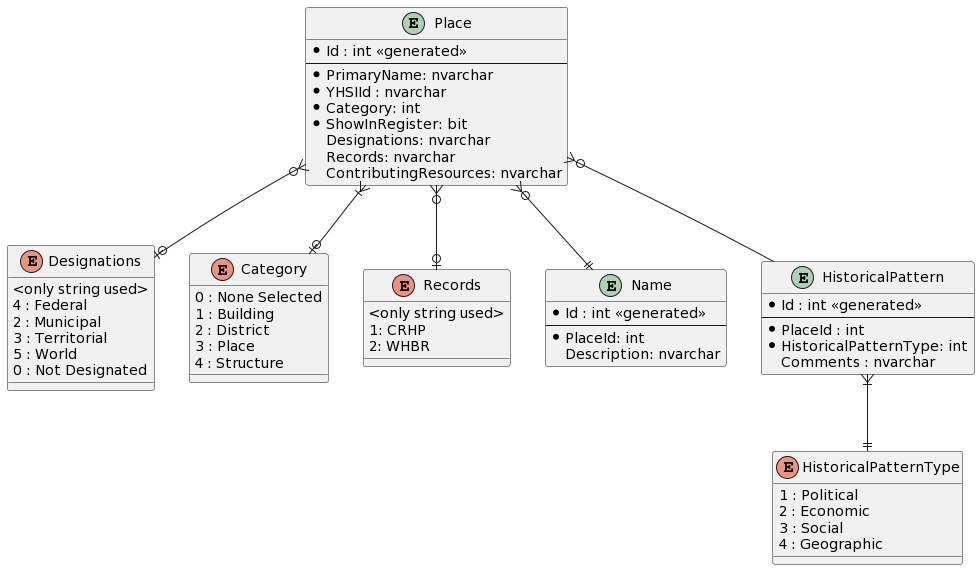 E Place
Id : int «generated»
PrimaryName: nvarchar
YHSIId : nvarchar
Category: int
ShowInRegister: bit
Designations: nvarchar
Records: nvarchar
ContributingResources: nvarchar
E Designations
<only string used>
4 : Federal
2 : Municipal
3 : Territorial
5 : World
0 : Not Designated
E Category
0 : None Selected
1 : Building
2 : District
3 : Place
4 : Structure
E Records
<only string used>
1: CRHP
2: WHBR
E Name
Id : int «generated»
PlaceId: int
Description: nvarchar
E HistoricalPattern
Id : int «generated»
PlaceId : int
HistoricalPatternType: int
Comments : nvarchar
E HistoricalPatternType
1 : Political
2 : Economic
3 : Social
4 : Geographic